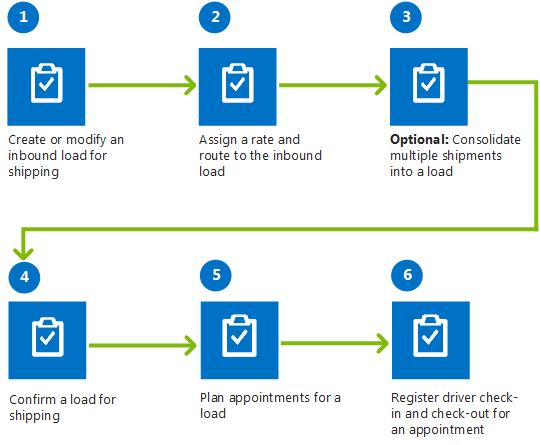 1
2
3
Create or modify an
inbound load for
shipping
Assign a rate and
route to the inbound
load
Optional: Consolidate
multiple shipments
into a load
4
5
6
Confirm a load for
shipping
Plan appointments for a
load
Register driver check-
in and check-out for
an appointment